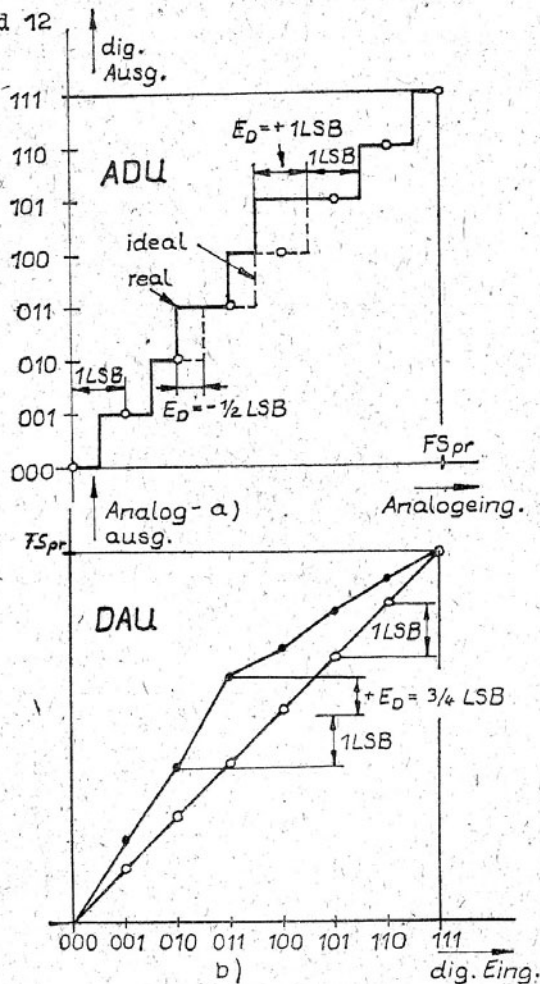 d 12
dig.
Ausg.
111
110
101
100
011
010
001
000
ADU
E_D = + 1LSB
1LSB
ideal
real
1LSB
E_D = - 1/2 LSB
FSpr
Analogeing.
Analog-
ausg.
a)
FSpr
DAU
1LSB
+ E_D = 3/4 LSB
1LSB
000 001 010 011 100 101 110 111
b)
dig. Eing.